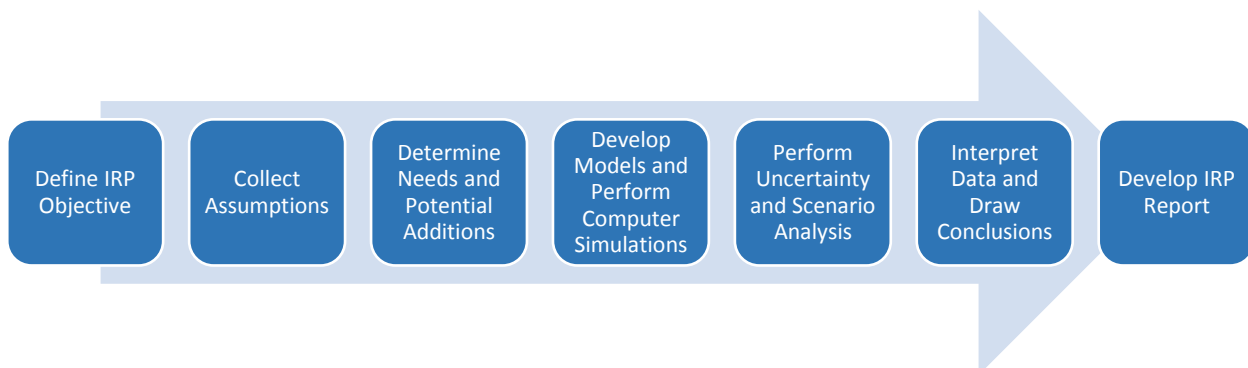 Define IRP
Objective
Collect
Assumptions
Determine
Needs and
Potential
Additions
Develop
Models and
Perform
Computer
Simulations
Perform
Uncertainty
and Scenario
Analysis
Interpret
Data and
Draw
Conclusions
Develop IRP
Report